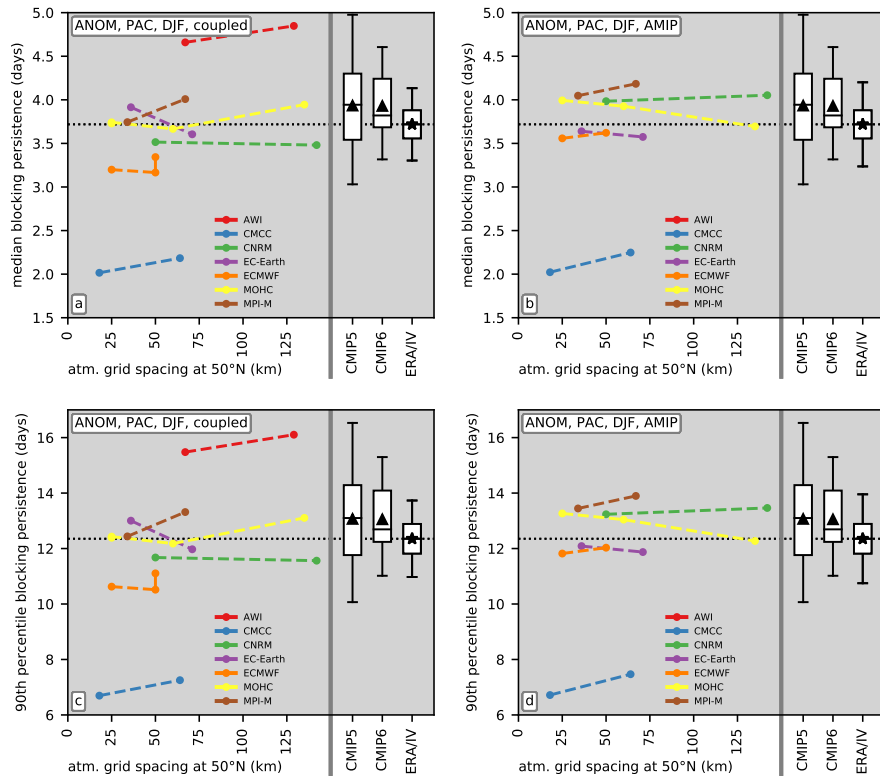 ANOM, PAC, DJF, coupled
median blocking persistence (days)
5.0
4.5
4.0
3.5
3.0
2.5
2.0
1.5
AWI
CMCC
CNRM
EC-Earth
ECMWF
MOHC
MPI-M
a
0
25
50
75
100
125
CMIP5
CMIP6
ERA/IV
atm. grid spacing at 50°N (km)
ANOM, PAC, DJF, AMIP
median blocking persistence (days)
5.0
4.5
4.0
3.5
3.0
2.5
2.0
1.5
AWI
CMCC
CNRM
EC-Earth
ECMWF
MOHC
MPI-M
b
0
25
50
75
100
125
CMIP5
CMIP6
ERA/IV
atm. grid spacing at 50°N (km)
ANOM, PAC, DJF, coupled
90th percentile blocking persistence (days)
16
14
12
10
8
6
AWI
CMCC
CNRM
EC-Earth
ECMWF
MOHC
MPI-M
c
0
25
50
75
100
125
CMIP5
CMIP6
ERA/IV
atm. grid spacing at 50°N (km)
ANOM, PAC, DJF, AMIP
90th percentile blocking persistence (days)
16
14
12
10
8
6
AWI
CMCC
CNRM
EC-Earth
ECMWF
MOHC
MPI-M
d
0
25
50
75
100
125
CMIP5
CMIP6
ERA/IV
atm. grid spacing at 50°N (km)